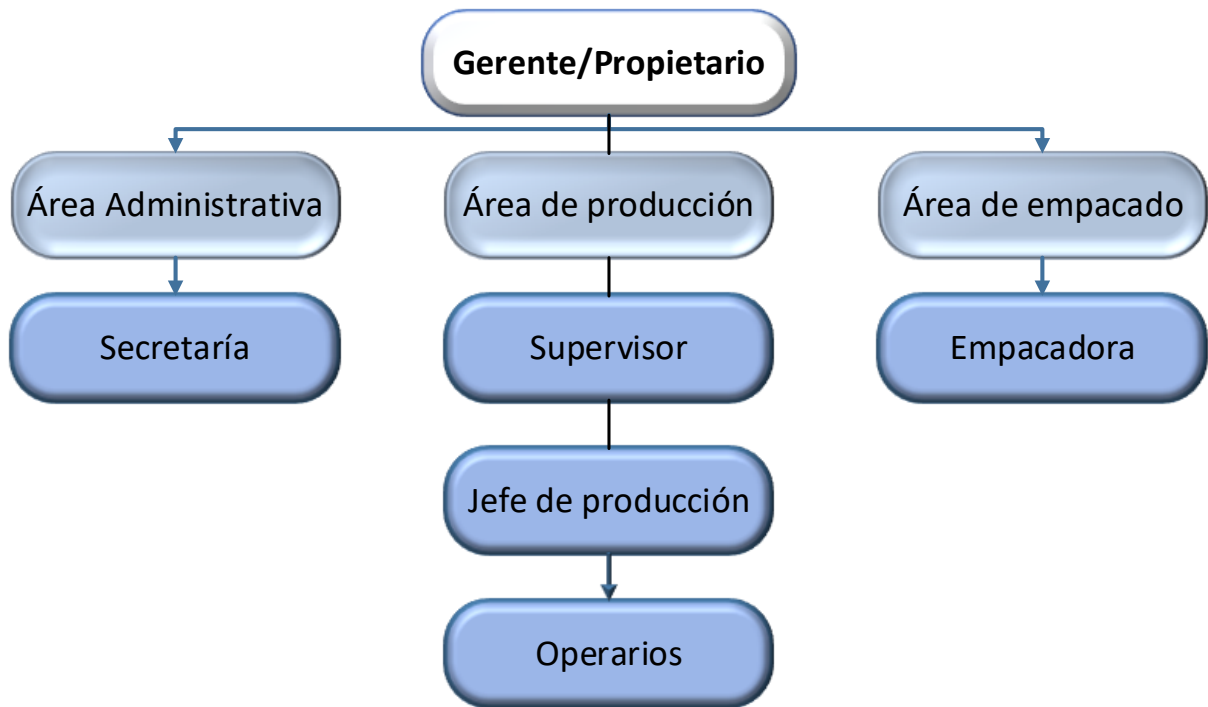 Gerente/Propietario
Área Administrativa
Área de producción
Área de empacado
Secretaría
Supervisor
Empacadora
Jefe de producción
Operarios